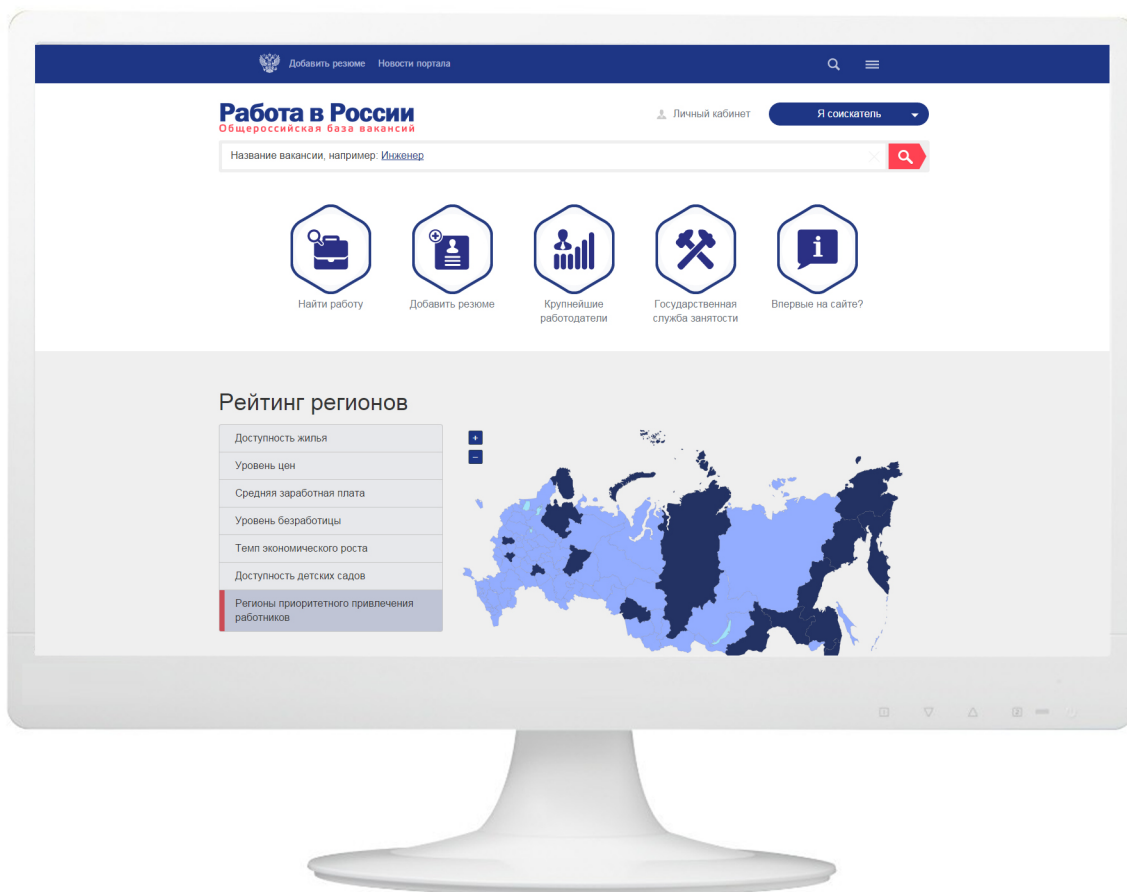 Добавить резюме Новости портала
Работа в России
Общероссийская база вакансий
Личный кабинет
Я соискатель
Название вакансии, например: Инженер
Найти работу
Добавить резюме
Крупнейшие
работодатели
Государственная
служба занятости
Впервые на сайте?
Рейтинг регионов
Доступность жилья
Уровень цен
Средняя заработная плата
Уровень безработицы
Темп экономического роста
Доступность детских садов
Регионы приоритетного привлечения
работников